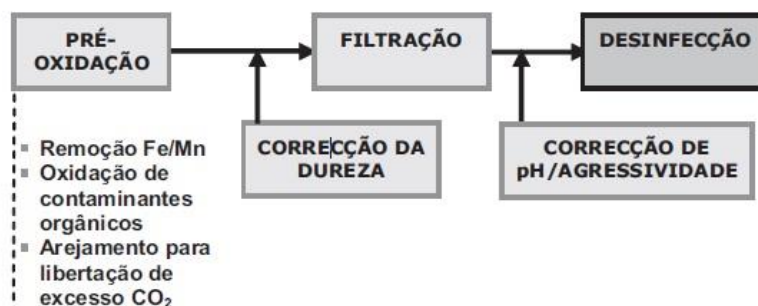 PRÉ-
OXIDAÇÃO
FILTRAÇÃO
DESINFECÇÃO
CORRECÇÃO DA
DUREZA
CORRECÇÃO DE
pH/AGRESSIVIDADE
▪ Remoção Fe/Mn
▪ Oxidação de
contaminantes
orgânicos
▪ Arejamento para
libertação de
excesso CO₂